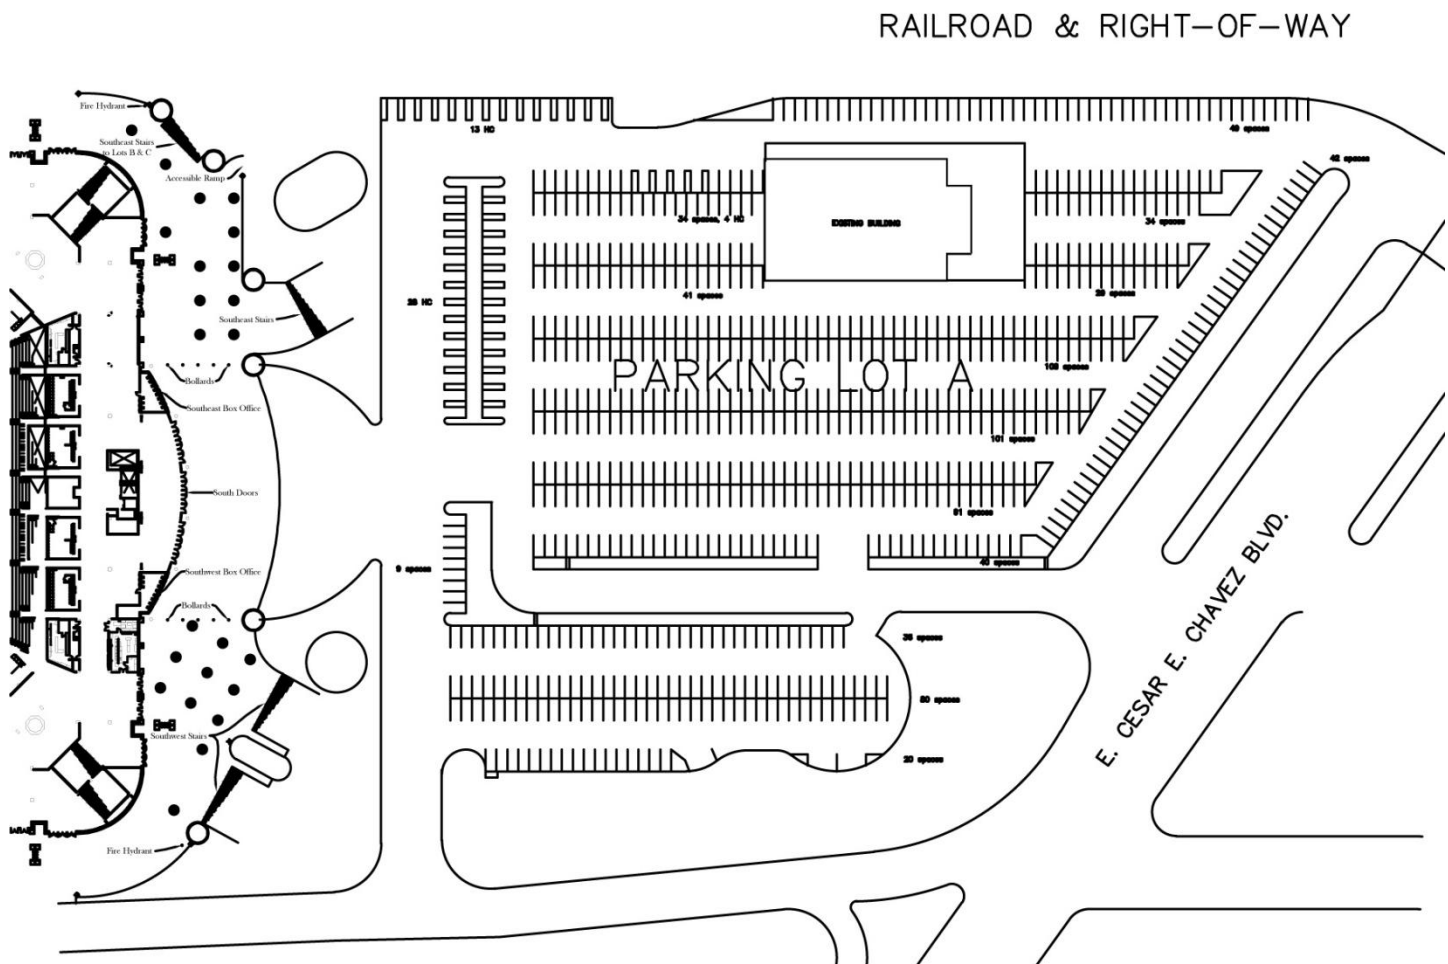 RAILROAD & RIGHT-OF-WAY
Fire Hydrant
13 HC
49 spaces
Southeast Stairs
to Lots B & C
42 spaces
Accessible Ramp
34 spaces, 4 HC
EXISTING BUILDING
34 spaces
41 spaces
28 HC
Southeast Stairs
spaces
PARKING LOT A
spaces
Bollards
Southeast Box Office
101 spaces
South Doors
91 spaces
9 spaces
40 spaces
E. CESAR E. CHAVEZ BLVD.
Southwest Box Office
Bollards
spaces
80 spaces
Southwest Stairs
20 spaces
Fire Hydrant